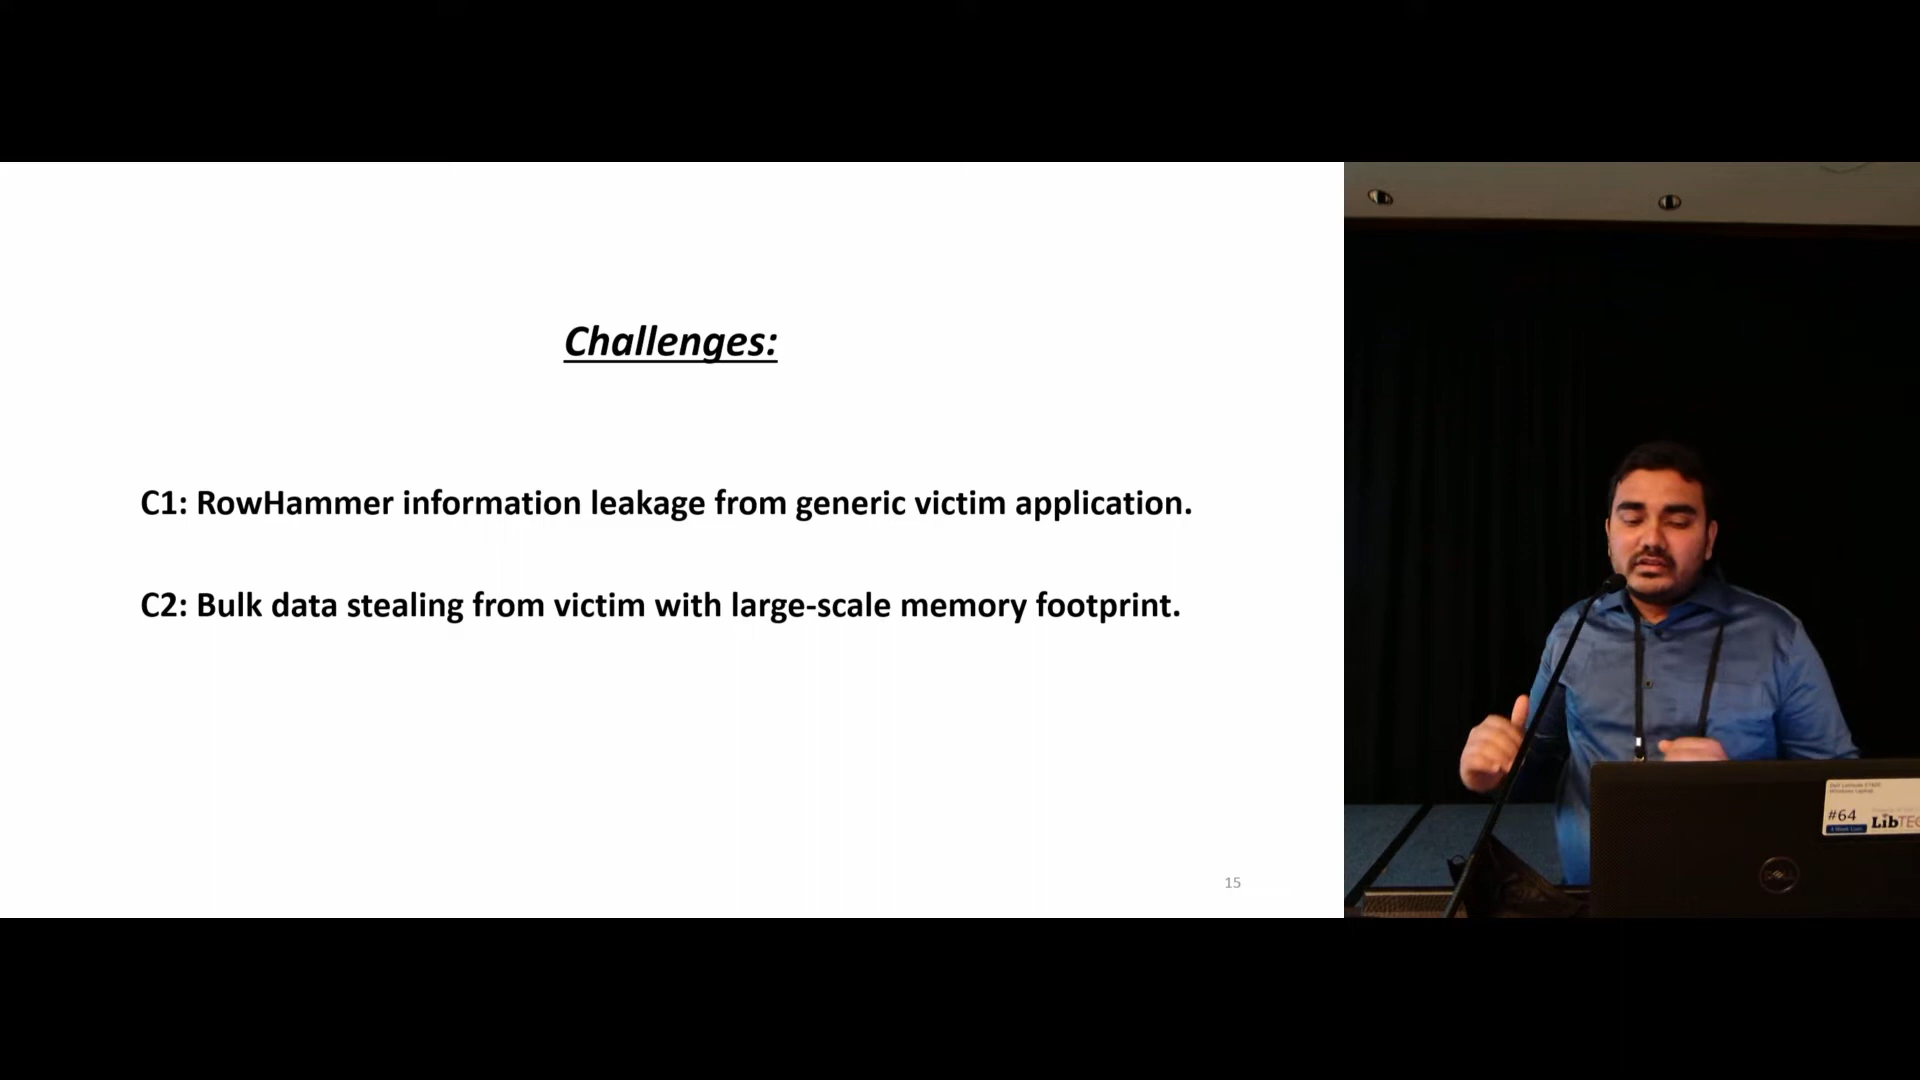 Challenges:
C1: RowHammer information leakage from generic victim application.
C2: Bulk data stealing from victim with large-scale memory footprint.
15
#64
LibTEC